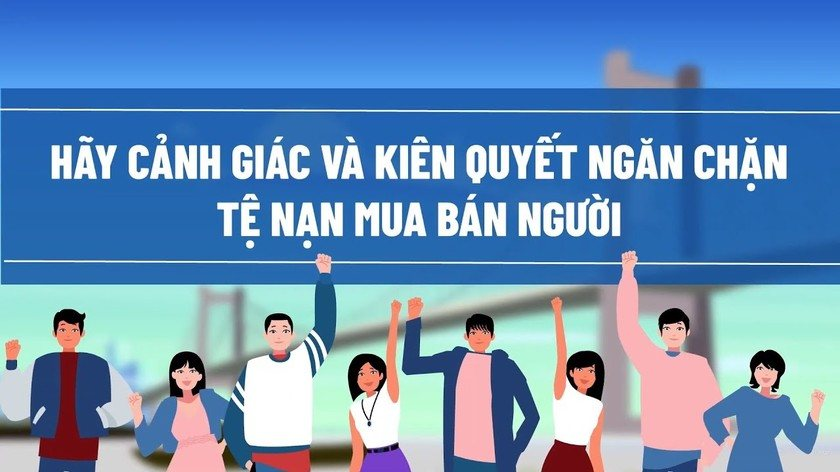 HÃY CẢNH GIÁC VÀ KIÊN QUYẾT NGĂN CHẶN
TỆ NẠN MUA BÁN NGƯỜI